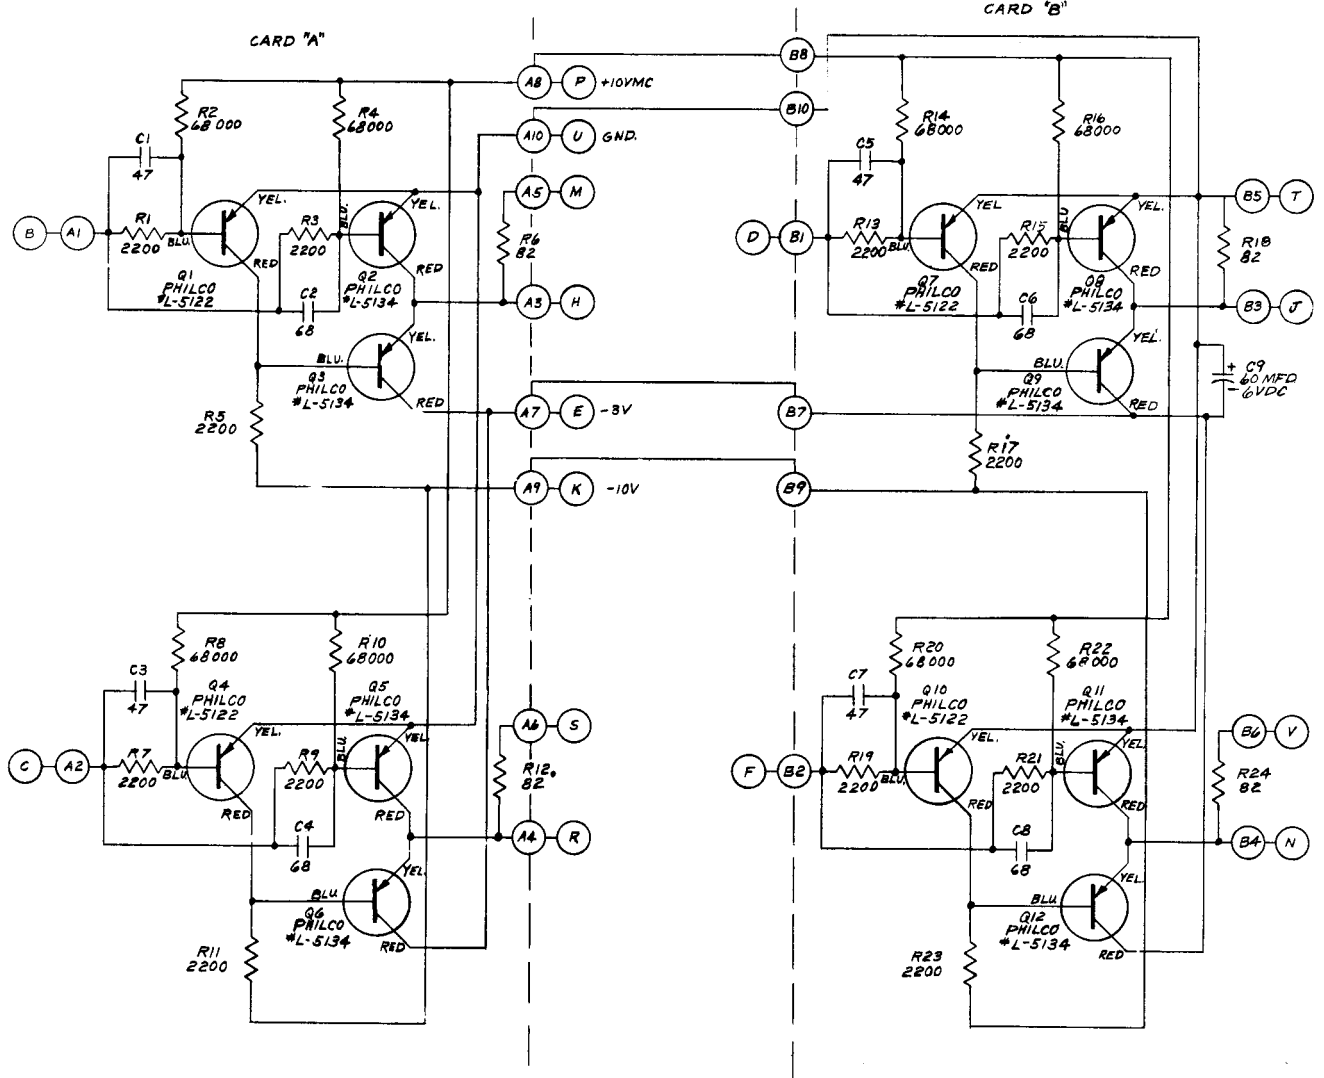 CARD "A"
CARD "B"
A8 P +10VMC
B8
B10
A10 U GND.
A5 M
R6
82
A3 H
A7 E -3V
B7
A9 K -10V
B9
R2
68000
R4
68000
C1
47
B A1
R1
2200
BLU.
YEL.
RED
Q1
PHILCO
#L-5122
R3
2200
BLU.
YEL.
RED
Q2
PHILCO
#L-5134
C2
68
BLU.
YEL.
RED
Q3
PHILCO
#L-5134
R5
2200
R14
68000
R16
68000
C5
47
D B1
R13
2200
BLU.
YEL
RED
Q7
PHILCO
#L-5122
R15
2200
BLU
YEL.
RED
Q8
PHILCO
#L-5134
C6
68
B5 T
R18
82
B3 J
BLU.
YEL.
RED
Q9
PHILCO
#L-5134
+ C9
60 MFD
- 6VDC
R17
2200
R8
68000
R10
68000
C3
47
Q4
PHILCO
#L-5122
Q5
PHILCO
#L-5134
C A2
R7
2200
BLU.
YEL.
RED
R9
2200
BLU.
YEL.
RED
C4
68
A6 S
R12
82
A4 R
BLU.
YEL.
RED
Q6
PHILCO
#L-5134
R11
2200
R20
68000
R22
68000
C7
47
Q10
PHILCO
#L-5122
Q11
PHILCO
#L-5134
F B2
R19
2200
BLU.
YEL.
RED
R21
2200
BLU.
YEL.
RED
C8
68
B6 V
R24
82
B4 N
BLU.
YEL.
RED
Q12
PHILCO
#L-5134
R23
2200